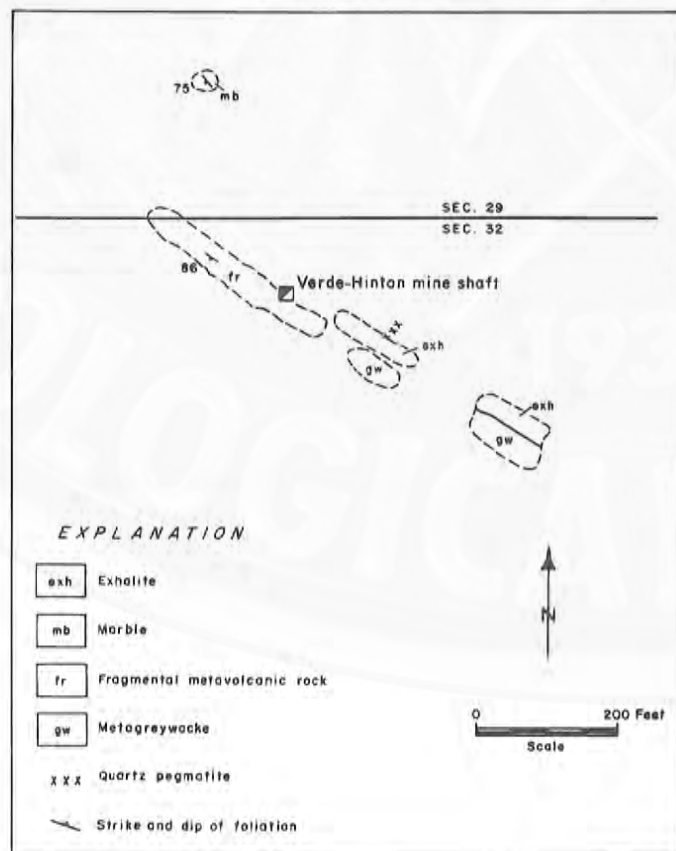 75
mb
SEC. 29
SEC. 32
86
fr
Verde-Hinton mine shaft
xxx
exh
gw
exh
gw
EXPLANATION
exh Exhalite
mb Marble
fr Fragmental metavolcanic rock
gw Metagreywacke
xxx Quartz pegmatite
Strike and dip of foliation
N
0 200 Feet
Scale